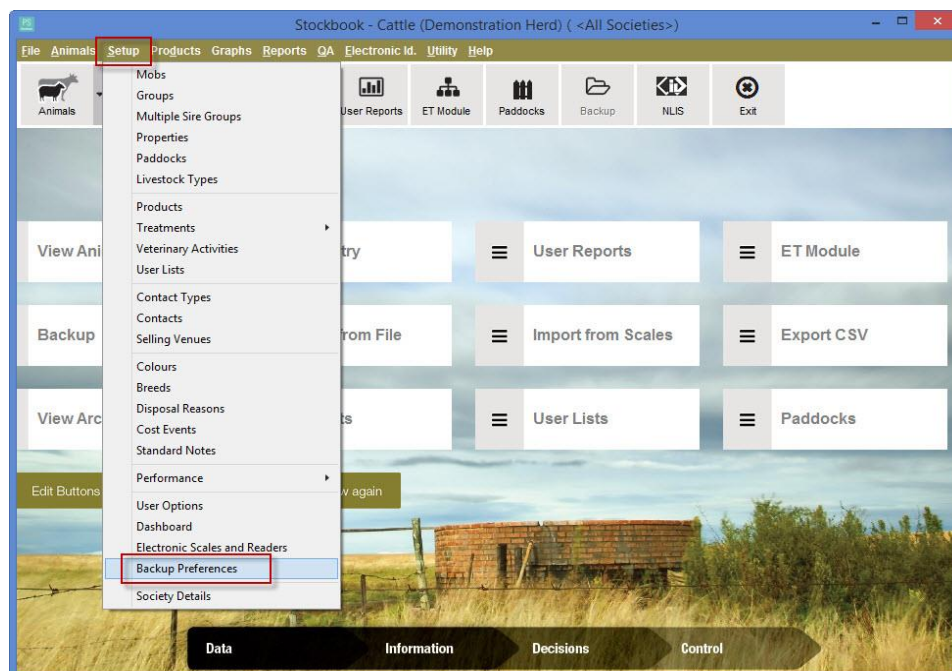 Stockbook - Cattle (Demonstration Herd) ( <All Societies>)
File Animals Setup Products Graphs Reports QA Electronic Id. Utility Help
Animals
User Reports
ET Module
Paddocks
Backup
NLIS
Exit
Mobs
Groups
Multiple Sire Groups
Properties
Paddocks
Livestock Types
Products
Treatments
Veterinary Activities
User Lists
Contact Types
Contacts
Selling Venues
Colours
Breeds
Disposal Reasons
Cost Events
Standard Notes
Performance
User Options
Dashboard
Electronic Scales and Readers
Backup Preferences
Society Details
View Ani
try
User Reports
ET Module
Backup
from File
Import from Scales
Export CSV
View Arc
ts
User Lists
Paddocks
Edit Buttons
w again
Data
Information
Decisions
Control